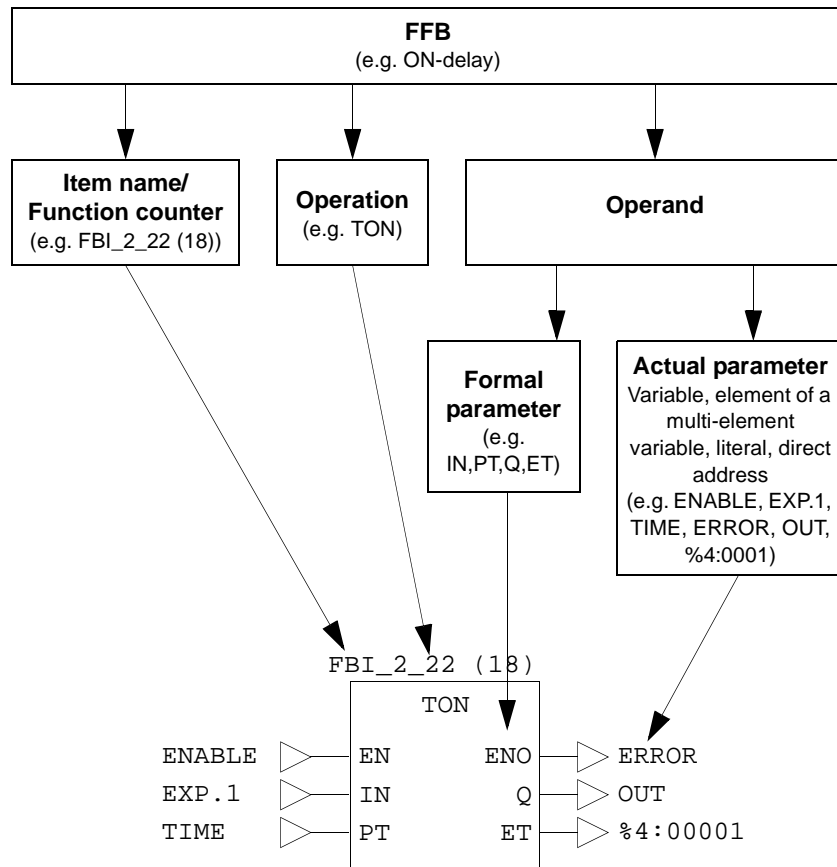 FFB
(e.g. ON-delay)
Item name/
Function counter
(e.g. FBI_2_22 (18))
Operation
(e.g. TON)
Operand
Formal
parameter
(e.g.
IN,PT,Q,ET)
Actual parameter
Variable, element of a
multi-element
variable, literal, direct
address
(e.g. ENABLE, EXP.1,
TIME, ERROR, OUT,
%4:0001)
FBI_2_22 (18)
TON
ENABLE EN ENO ERROR
EXP.1 IN Q OUT
TIME PT ET %4:00001